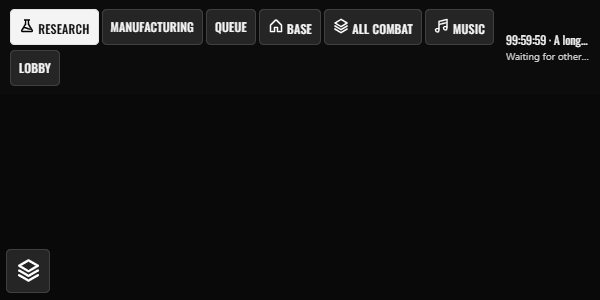 RESEARCH MANUFACTURING QUEUE BASE ALL COMBAT MUSIC
99:59:59 · A long...
Waiting for other...
LOBBY